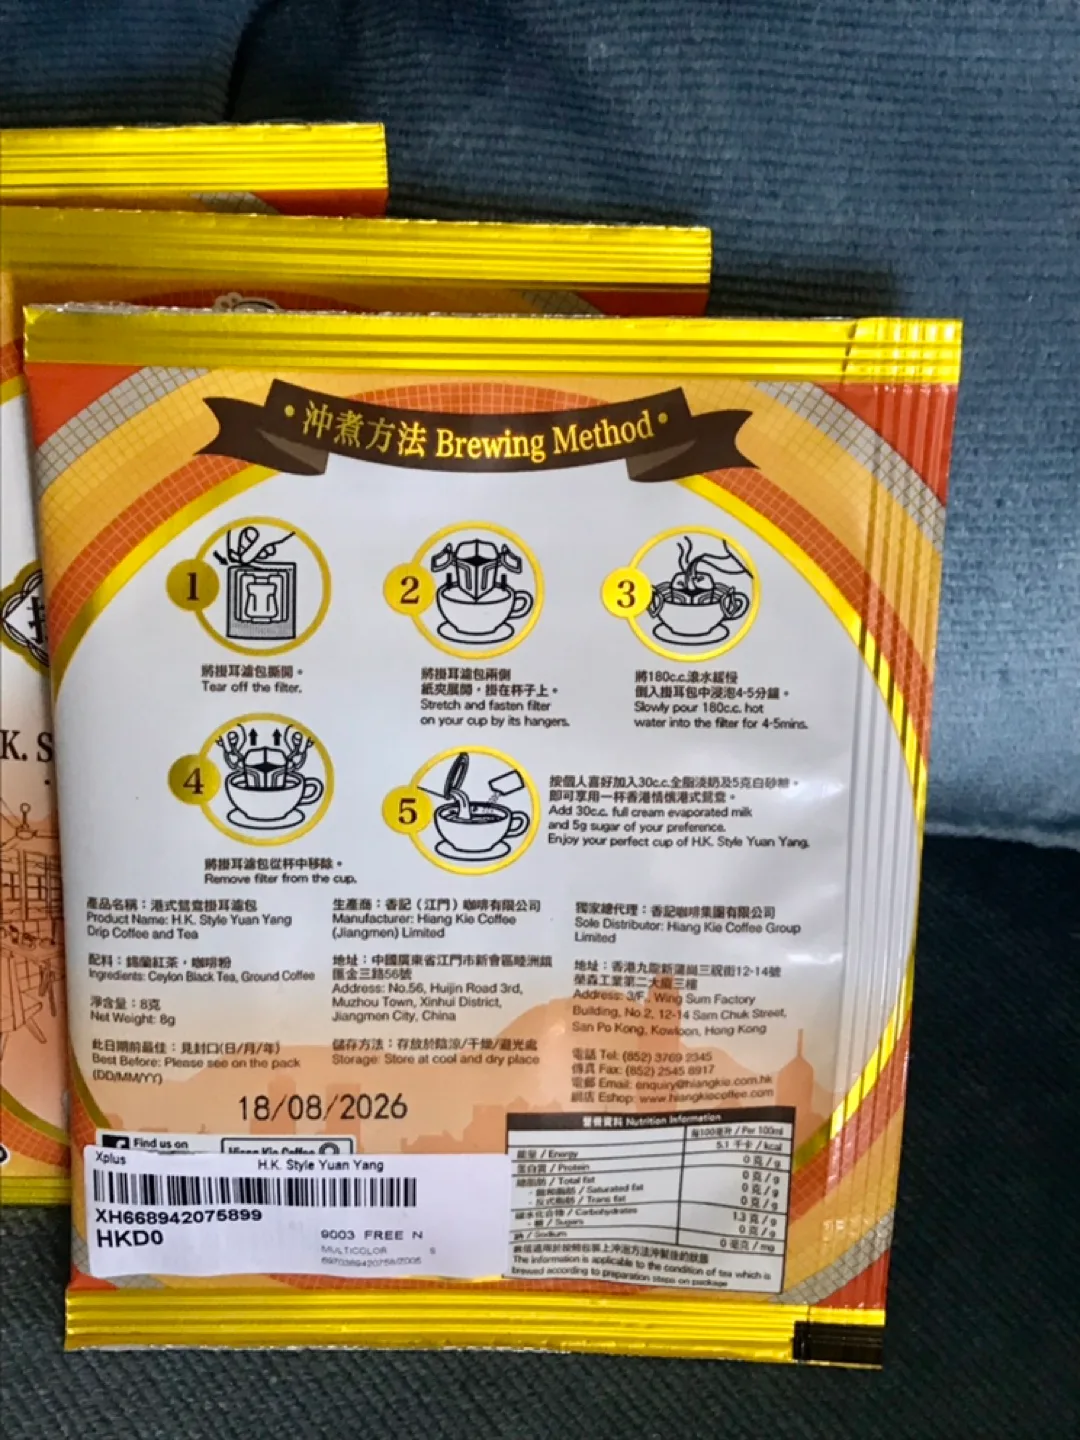 K. S
·沖煮方法 Brewing Method·
1
將掛耳濾包撕開。
Tear off the filter.
2
將掛耳濾包兩側
紙夾展開，掛在杯子上。
Stretch and fasten filter
on your cup by its hangers.
3
將180c.c.滾水緩慢
倒入掛耳包中浸泡4-5分鐘。
Slowly pour 180c.c. hot
water into the filter for 4-5mins.
4
將掛耳濾包從杯中移除。
Remove filter from the cup.
5
按個人喜好加入30c.c.全脂淡奶及5克白砂糖，
即可享用一杯香港情懷港式鴛鴦。
Add 30c.c. full cream evaporated milk
and 5g sugar of your preference.
Enjoy your perfect cup of H.K. Style Yuan Yang.
產品名稱：港式鴛鴦掛耳濾包
Product Name: H.K. Style Yuan Yang
Drip Coffee and Tea
配料：錫蘭紅茶，咖啡粉
Ingredients: Ceylon Black Tea, Ground Coffee
淨含量：8克
Net Weight: 8g
此日期前最佳：見封口(日/月/年)
Best Before: Please see on the pack
(DD/MM/YY)
生產商：香記（江門）咖啡有限公司
Manufacturer: Hiang Kie Coffee
(Jiangmen) Limited
地址：中國廣東省江門市新會區睦洲鎮
匯金三路56號
Address: No.56, Huijin Road 3rd,
Muzhou Town, Xinhui District,
Jiangmen City, China
儲存方法：存放於陰涼/干燥/避光處
Storage: Store at cool and dry place
獨家總代理：香記咖啡集團有限公司
Sole Distributor: Hiang Kie Coffee Group
Limited
地址：香港九龍新蒲崗三祝街12-14號
榮森工業第二大廈三樓
Address: 3/F., Wing Sum Factory
Building, No.2, 12-14 Sam Chuk Street,
San Po Kong, Kowloon, Hong Kong
電話 Tel: (852) 3769 2345
傳真 Fax: (852) 2545 8917
電郵 Email: enquiry@hiangkie.com.hk
網店 Eshop: www.hiangkiecoffee.com
18/08/2026
Find us on
Hiang Kie Coffee
Xplus
H.K. Style Yuan Yang
XH668942075899
HKD0
9003 FREE N
MULTICOLOR S
營養資料 Nutrition Information
每100毫升 / Per 100ml
能量 / Energy 5.1 千卡 / kcal
蛋白質 / Protein 0 克 / g
總脂肪 / Total fat 0 克 / g
- 飽和脂肪 / Saturated fat 0 克 / g
- 反式脂肪 / Trans fat 0 克 / g
碳水化合物 / Carbohydrates 1.3 克 / g
- 糖 / Sugars 0 克 / g
鈉 / Sodium 0 毫克 / mg
數值適用於按照包裝上沖泡方法沖製後的狀態
The information is applicable to the condition of tea which is
brewed according to preparation steps on package